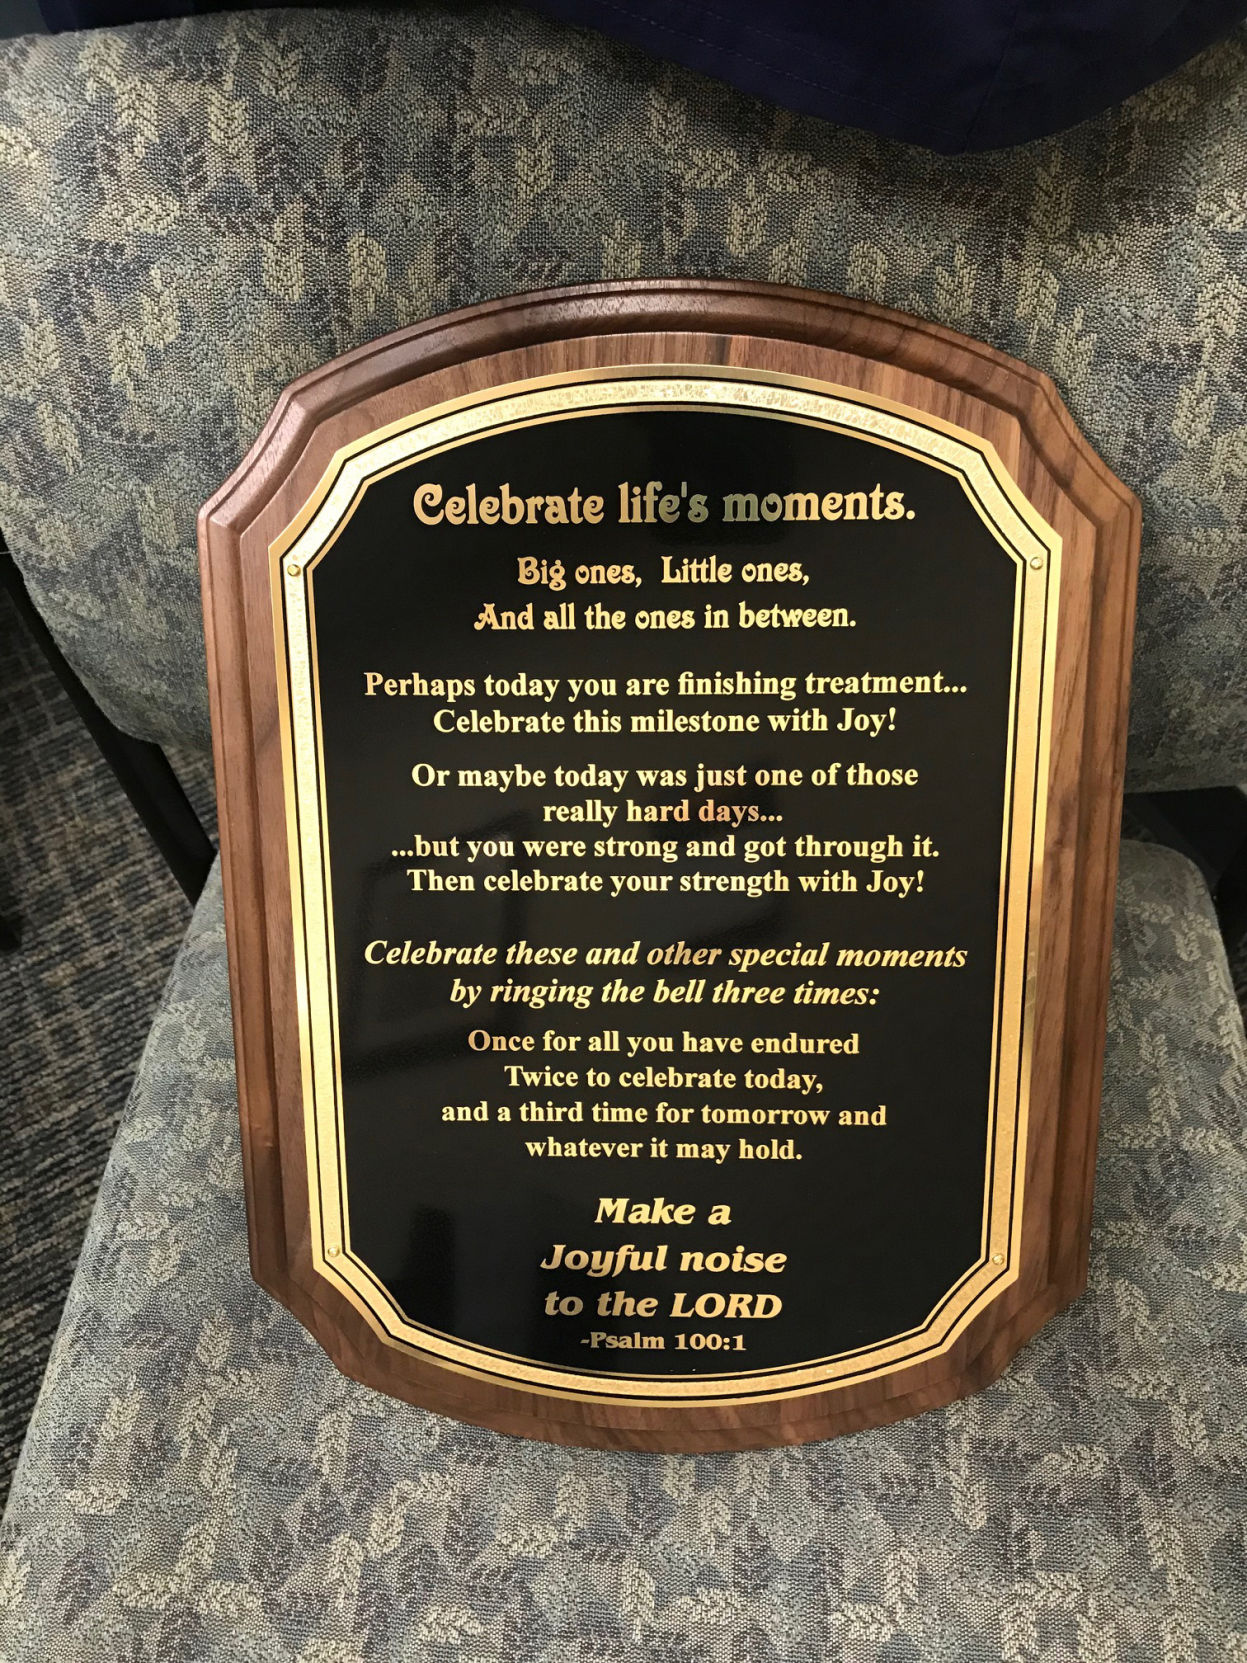 Celebrate life's moments.
Big ones, Little ones,
And all the ones in between.
Perhaps today you are finishing treatment...
Celebrate this milestone with Joy!
Or maybe today was just one of those
really hard days...
...but you were strong and got through it.
Then celebrate your strength with Joy!
Celebrate these and other special moments
by ringing the bell three times:
Once for all you have endured
Twice to celebrate today,
and a third time for tomorrow and
whatever it may hold.
Make a
Joyful noise
to the LORD
-Psalm 100:1